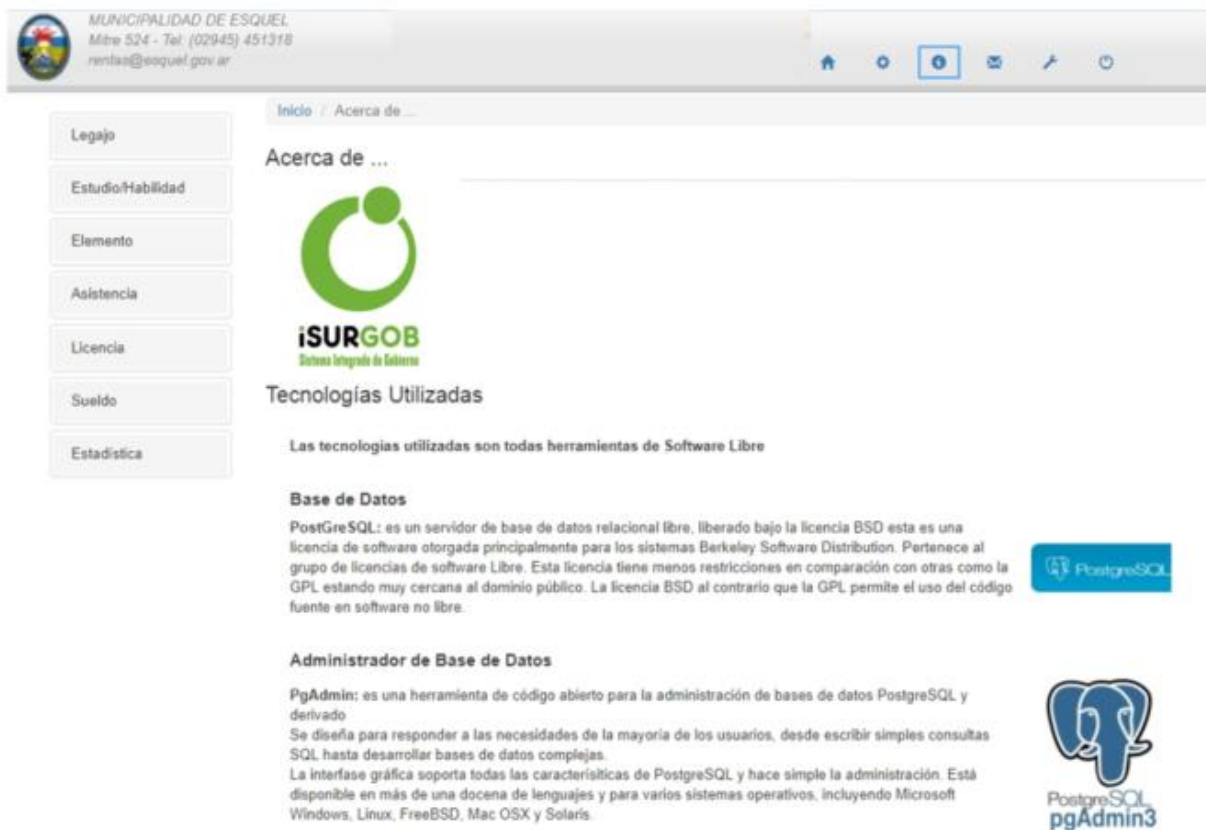 MUNICIPALIDAD DE ESQUEL
Mitre 524 - Tel: (02945) 451318
rentas@esquel.gov.ar
Inicio / Acerca de ...
Legajo
Estudio/Habilidad
Elemento
Asistencia
Licencia
Sueldo
Estadística
Acerca de ...
iSURGOB
Sistema Integrado de Gobierno
Tecnologías Utilizadas
Las tecnologias utilizadas son todas herramientas de Software Libre
Base de Datos
PostGreSQL: es un servidor de base de datos relacional libre, liberado bajo la licencia BSD esta es una
licencia de software otorgada principalmente para los sistemas Berkeley Software Distribution. Pertenece al
grupo de licencias de software Libre. Esta licencia tiene menos restricciones en comparación con otras como la
GPL estando muy cercana al dominio público. La licencia BSD al contrario que la GPL permite el uso del código
fuente en software no libre.
PostgreSQL
Administrador de Base de Datos
PgAdmin: es una herramienta de código abierto para la administración de bases de datos PostgreSQL y
derivado
Se diseña para responder a las necesidades de la mayoria de los usuarios, desde escribir simples consultas
SQL hasta desarrollar bases de datos complejas.
La interfase gráfica soporta todas las caracterísiticas de PostgreSQL y hace simple la administración. Está
disponible en más de una docena de lenguajes y para varios sistemas operativos, incluyendo Microsoft
Windows, Linux, FreeBSD, Mac OSX y Solaris.
PostgreSQL
pgAdmin3